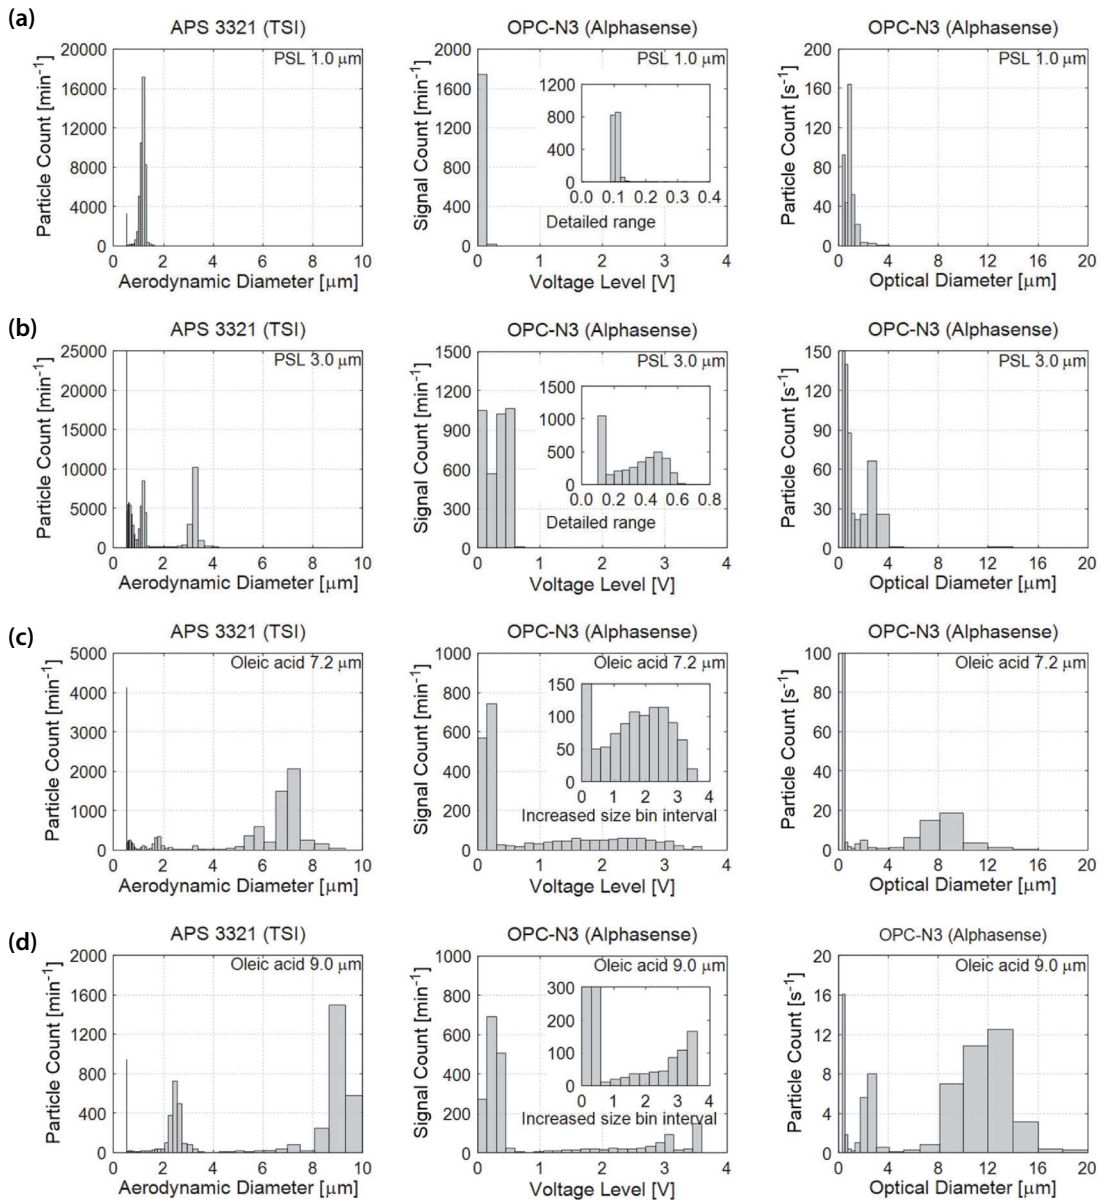 (a)
APS 3321 (TSI)
OPC-N3 (Alphasense)
OPC-N3 (Alphasense)
Particle Count [min⁻¹]
20000
16000
12000
8000
4000
0
PSL 1.0 μm
0 2 4 6 8 10
Aerodynamic Diameter [μm]
Signal Count [min⁻¹]
2000
1600
1200
800
400
0
PSL 1.0 μm
1200
800
400
0
0.0 0.1 0.2 0.3 0.4
Detailed range
0 1 2 3 4
Voltage Level [V]
Particle Count [s⁻¹]
200
160
120
80
40
0
PSL 1.0 μm
0 4 8 12 16 20
Optical Diameter [μm]
(b)
APS 3321 (TSI)
OPC-N3 (Alphasense)
OPC-N3 (Alphasense)
Particle Count [min⁻¹]
25000
20000
15000
10000
5000
0
PSL 3.0 μm
0 2 4 6 8 10
Aerodynamic Diameter [μm]
Signal Count [min⁻¹]
1500
1200
900
600
300
0
PSL 3.0 μm
1500
1000
500
0
0.0 0.2 0.4 0.6 0.8
Detailed range
0 1 2 3 4
Voltage Level [V]
Particle Count [s⁻¹]
150
120
90
60
30
0
PSL 3.0 μm
0 4 8 12 16 20
Optical Diameter [μm]
(c)
APS 3321 (TSI)
OPC-N3 (Alphasense)
OPC-N3 (Alphasense)
Particle Count [min⁻¹]
5000
4000
3000
2000
1000
0
Oleic acid 7.2 μm
0 2 4 6 8 10
Aerodynamic Diameter [μm]
Signal Count [min⁻¹]
1000
800
600
400
200
0
Oleic acid 7.2 μm
150
100
50
0
0 1 2 3 4
Increased size bin interval
0 1 2 3 4
Voltage Level [V]
Particle Count [s⁻¹]
100
80
60
40
20
0
Oleic acid 7.2 μm
0 4 8 12 16 20
Optical Diameter [μm]
(d)
APS 3321 (TSI)
OPC-N3 (Alphasense)
OPC-N3 (Alphasense)
Particle Count [min⁻¹]
2000
1600
1200
800
400
0
Oleic acid 9.0 μm
0 2 4 6 8 10
Aerodynamic Diameter [μm]
Signal Count [min⁻¹]
1000
800
600
400
200
0
Oleic acid 9.0 μm
300
200
100
0
0 1 2 3 4
Increased size bin interval
0 1 2 3 4
Voltage Level [V]
Particle Count [s⁻¹]
20
16
12
8
4
0
Oleic acid 9.0 μm
0 4 8 12 16 20
Optical Diameter [μm]